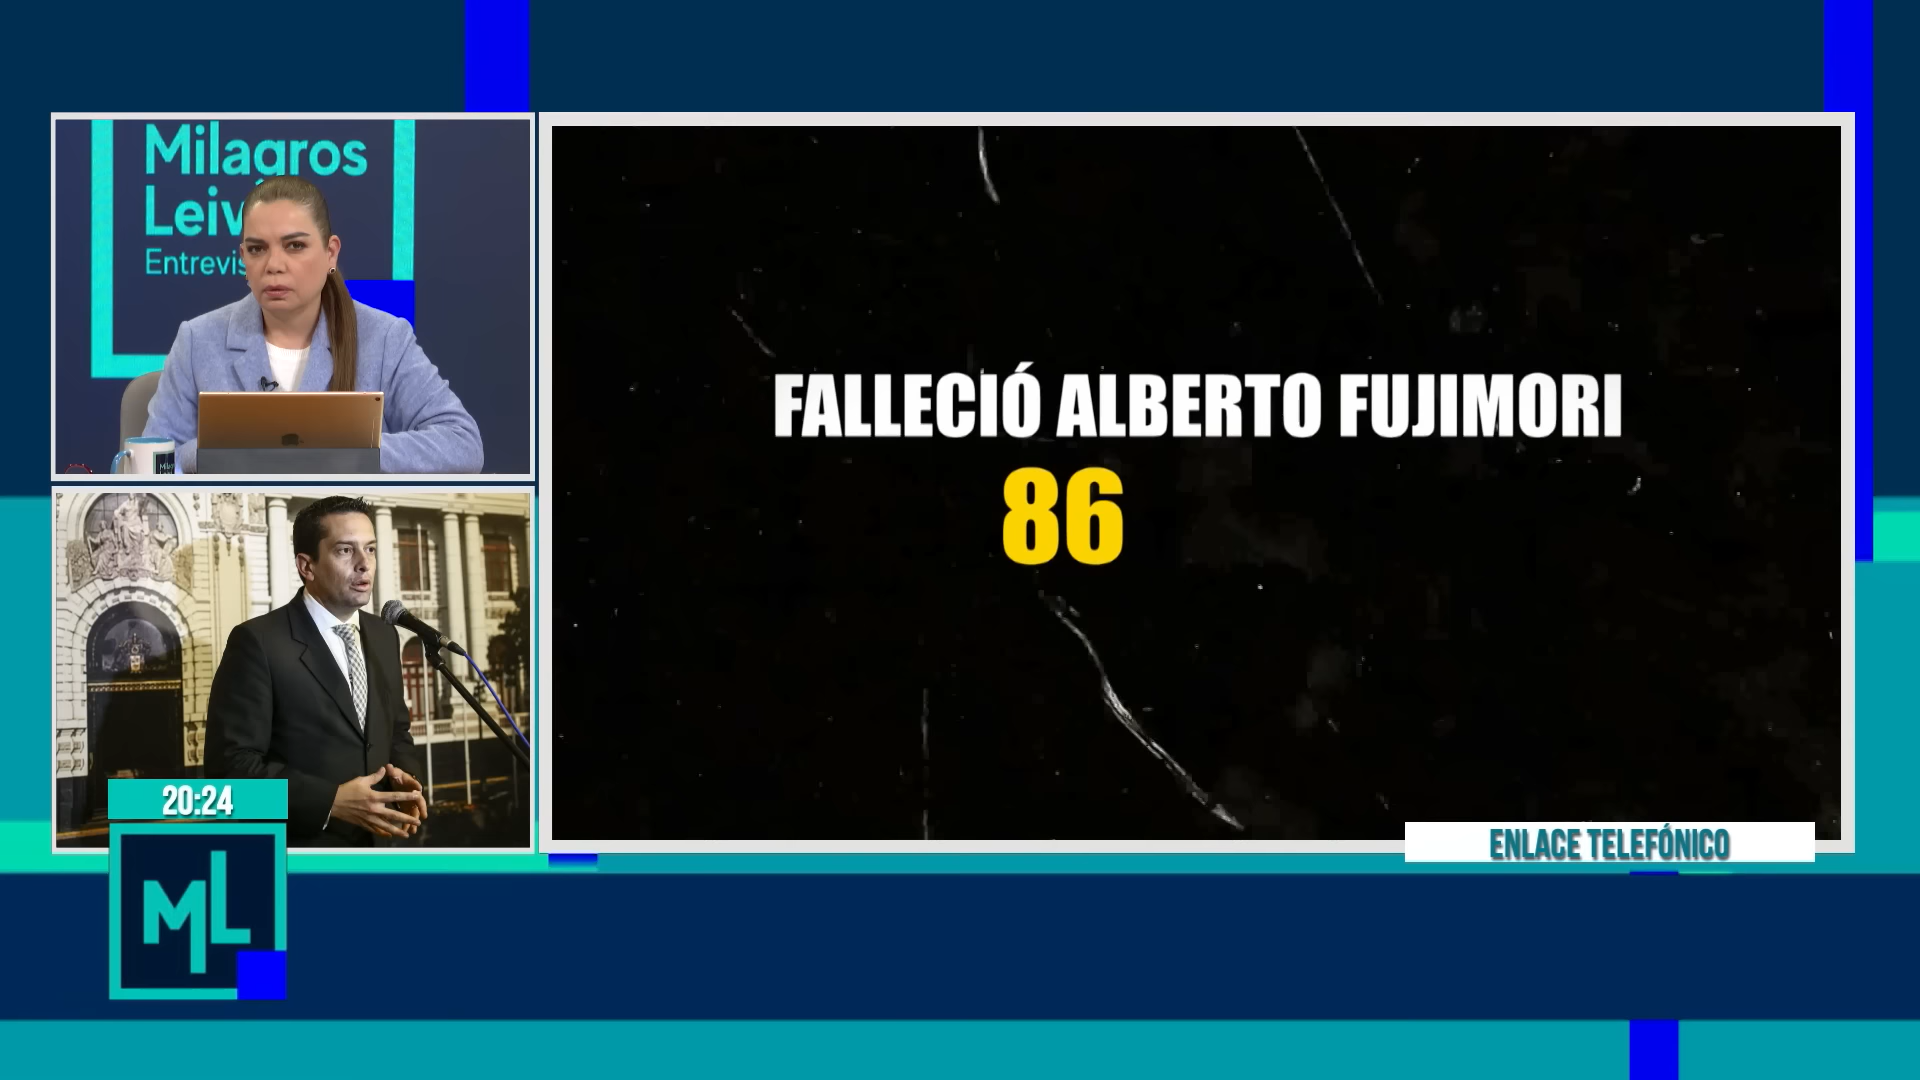 Milagros
Leiv
Entrevis
FALLECIÓ ALBERTO FUJIMORI
86
20:24
ENLACE TELEFÓNICO
ML